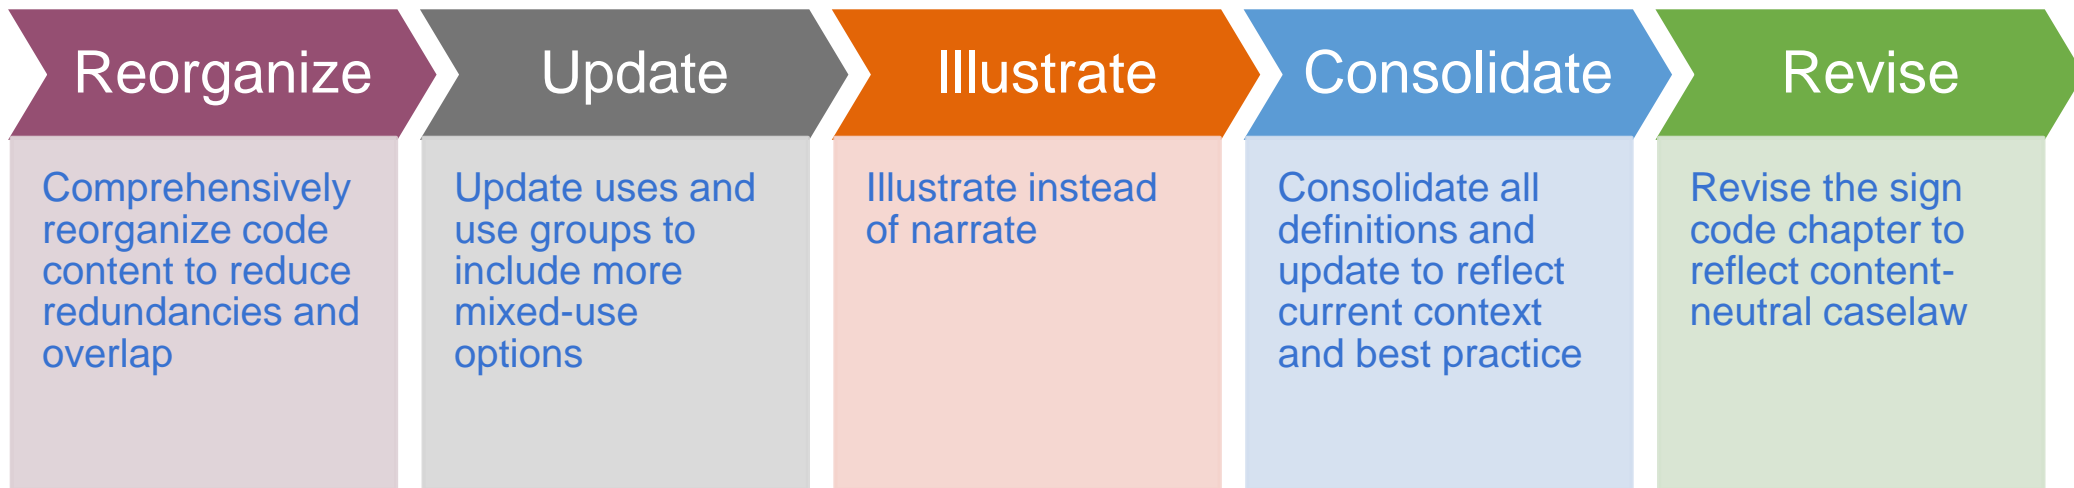 Reorganize
Comprehensively
reorganize code
content to reduce
redundancies and
overlap
Update
Update uses and
use groups to
include more
mixed-use
options
Illustrate
Illustrate instead
of narrate
Consolidate
Consolidate all
definitions and
update to reflect
current context
and best practice
Revise
Revise the sign
code chapter to
reflect content-
neutral caselaw